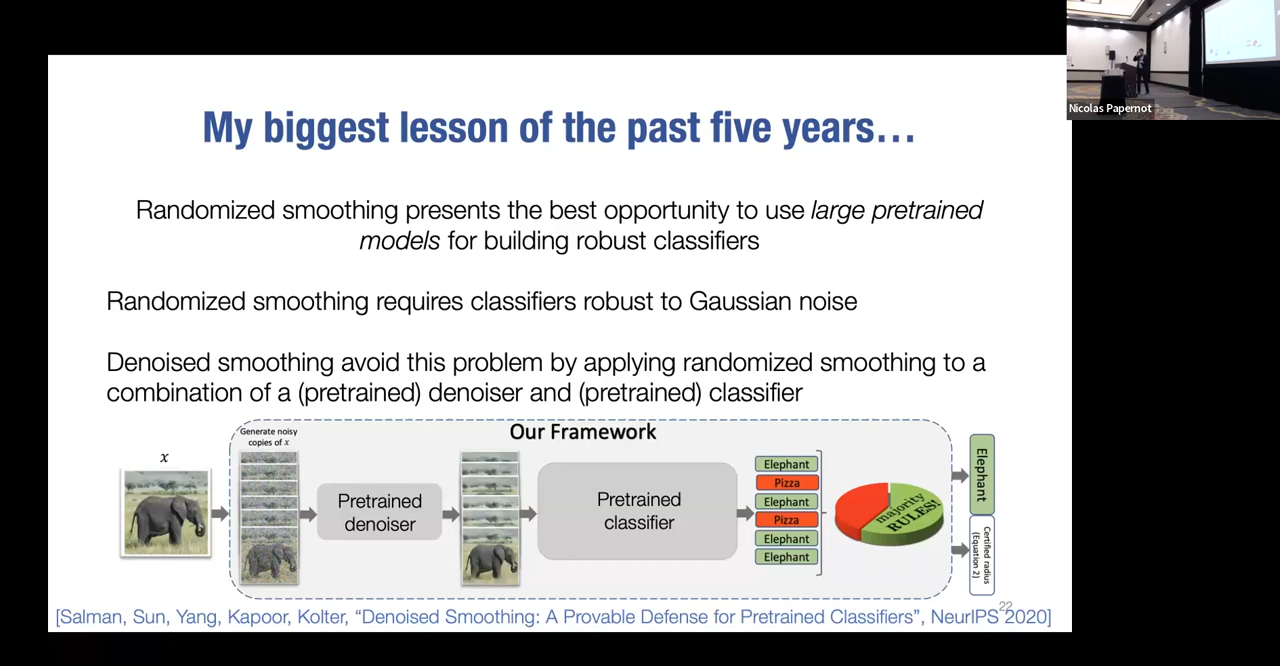 My biggest lesson of the past five years…
Nicolas Papernot
Randomized smoothing presents the best opportunity to use large pretrained
models for building robust classifiers
Randomized smoothing requires classifiers robust to Gaussian noise
Denoised smoothing avoid this problem by applying randomized smoothing to a
combination of a (pretrained) denoiser and (pretrained) classifier
Our Framework
Generate noisy
copies of x
x
Pretrained
denoiser
Pretrained
classifier
Elephant
Pizza
Elephant
Pizza
Elephant
Elephant
majority
RULES!
Elephant
Certified radius
(Equation 2)
22
[Salman, Sun, Yang, Kapoor, Kolter, “Denoised Smoothing: A Provable Defense for Pretrained Classifiers”, NeurIPS 2020]